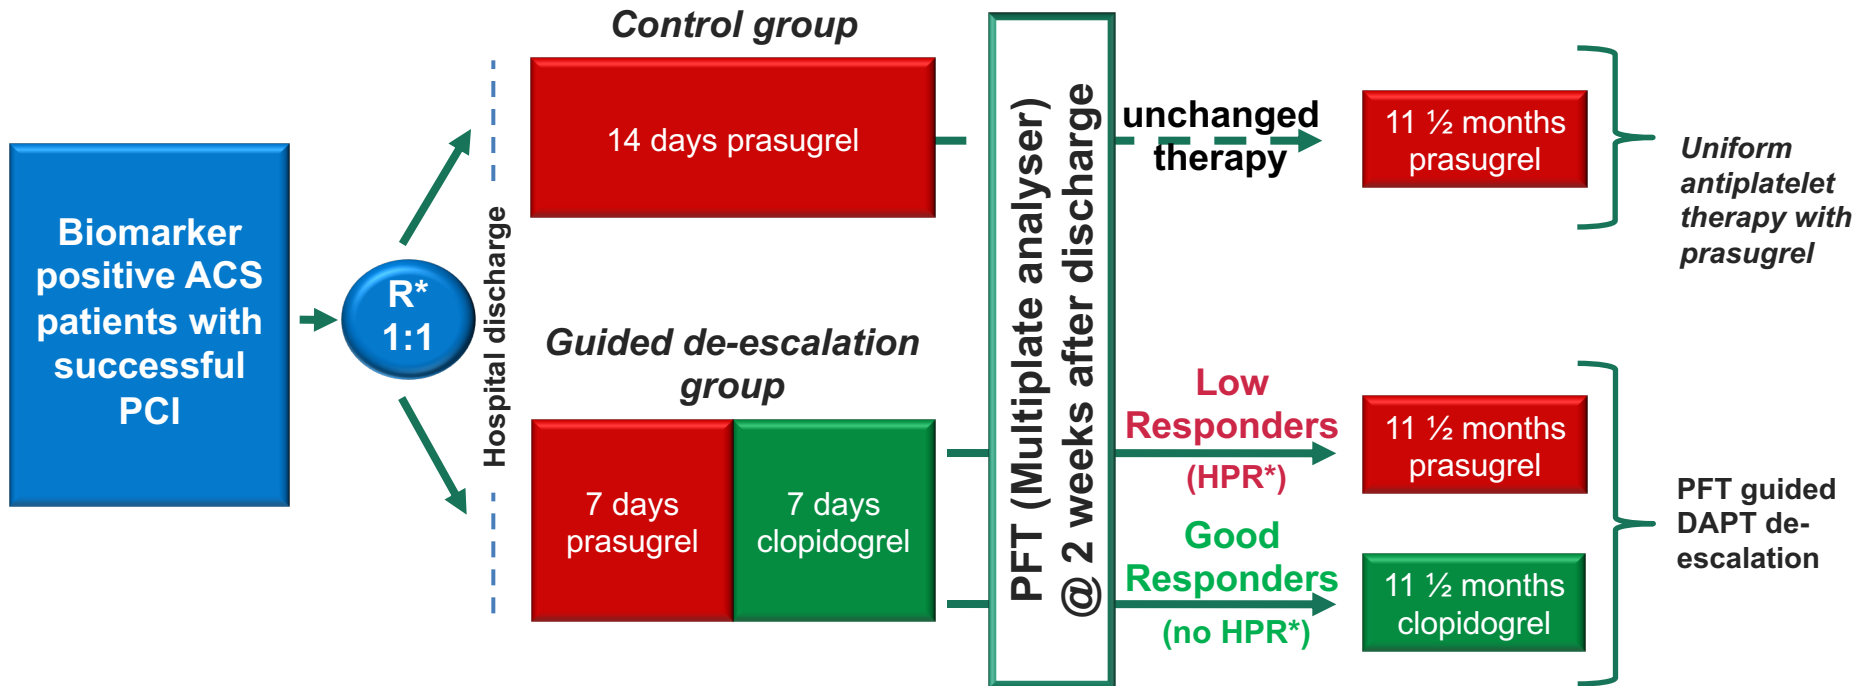 Control group
14 days prasugrel
unchanged
therapy
11 ½ months
prasugrel
Uniform
antiplatelet
therapy with
prasugrel
Biomarker
positive ACS
patients with
successful
PCI
R*
1:1
Hospital discharge
PFT (Multiplate analyser)
@ 2 weeks after discharge
Guided de-escalation
group
7 days
prasugrel
7 days
clopidogrel
Low
Responders
(HPR*)
11 ½ months
prasugrel
Good
Responders
(no HPR*)
11 ½ months
clopidogrel
PFT guided
DAPT de-
escalation